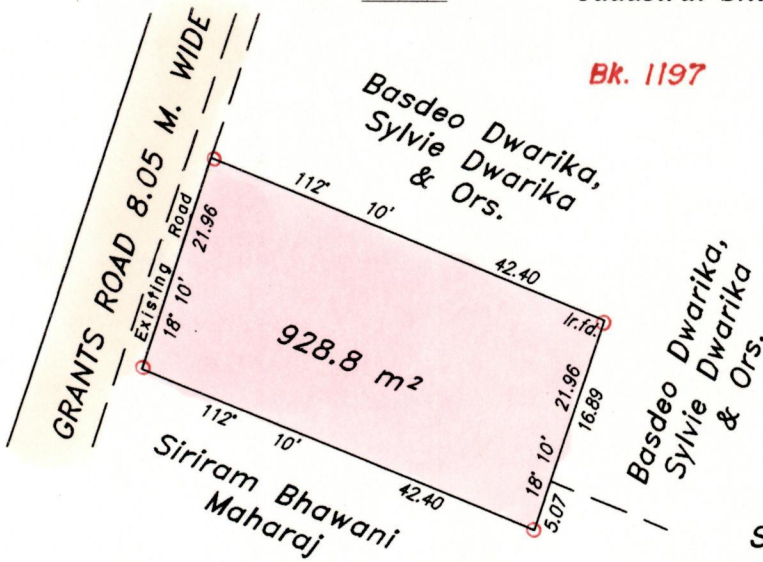 Bk. 1197
GRANTS ROAD 8.05 M. WIDE
Basdeo Dwarika,
Sylvie Dwarika
& Ors.
112° 10' 42.40
Existing Road
18° 10' 21.96
928.8 m²
Ir.fd.
18° 10' 21.96
16.89
5.07
Basdeo Dwarika,
Sylvie Dwarika
& Ors.
112° 10' 42.40
Siriram Bhawani
Maharaj
S